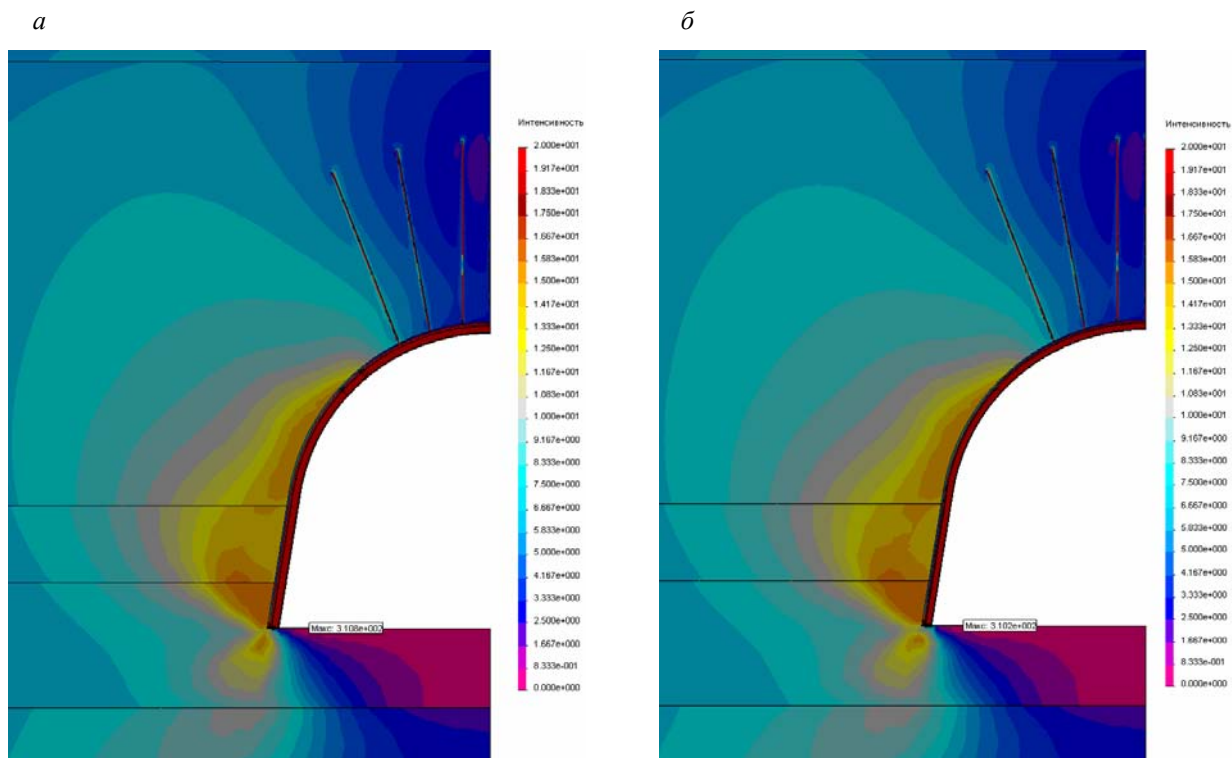 а
б
Интенсивность
2.000e+001
1.917e+001
1.833e+001
1.750e+001
1.667e+001
1.583e+001
1.500e+001
1.417e+001
1.333e+001
1.250e+001
1.167e+001
1.083e+001
1.000e+001
9.167e+000
8.333e+000
7.500e+000
6.667e+000
5.833e+000
5.000e+000
4.167e+000
3.333e+000
2.500e+000
1.667e+000
8.333e-001
0.000e+000
Макс: 3.108e+002
Интенсивность
2.000e+001
1.917e+001
1.833e+001
1.750e+001
1.667e+001
1.583e+001
1.500e+001
1.417e+001
1.333e+001
1.250e+001
1.167e+001
1.083e+001
1.000e+001
9.167e+000
8.333e+000
7.500e+000
6.667e+000
5.833e+000
5.000e+000
4.167e+000
3.333e+000
2.500e+000
1.667e+000
8.333e-001
0.000e+000
Макс: 3.102e+002